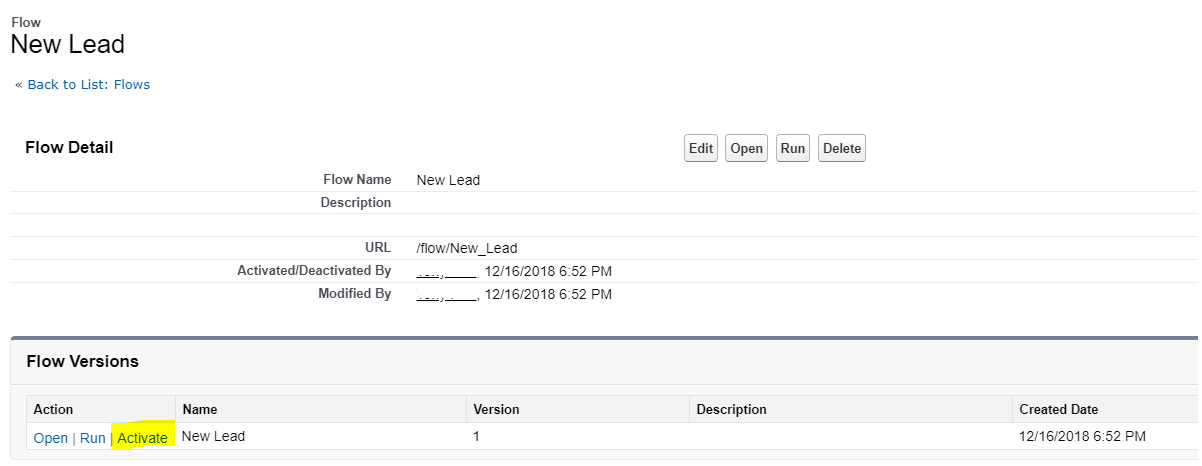 Flow
New Lead
« Back to List: Flows
Flow Detail
Edit Open Run Delete
Flow Name New Lead
Description
URL /flow/New_Lead
Activated/Deactivated By , 12/16/2018 6:52 PM
Modified By , 12/16/2018 6:52 PM
Flow Versions
Action Name Version Description Created Date
Open | Run | Activate New Lead 1 12/16/2018 6:52 PM